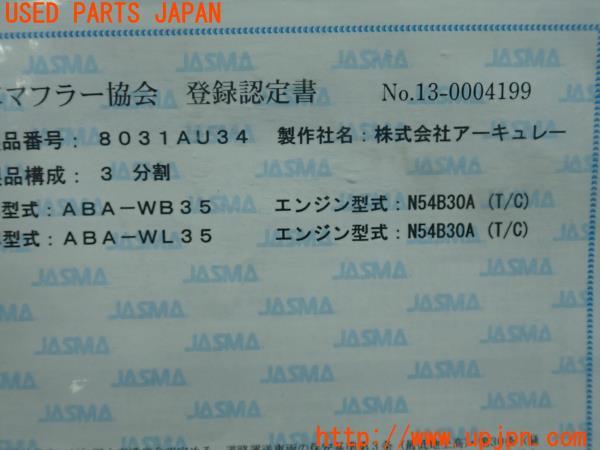 USED PARTS JAPAN
マフラー協会 登録認定書 No.13-0004199
品番号：8031AU34 製作社名：株式会社アーキュレー
品構成：3 分割
型式：ABA-WB35 エンジン型式：N54B30A (T/C)
型式：ABA-WL35 エンジン型式：N54B30A (T/C)
JASMA
http://www.upjpn.com/